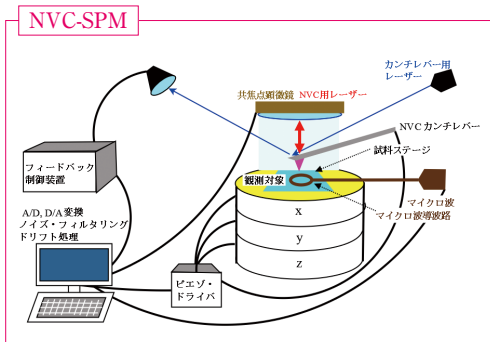 NVC-SPM
カンチレバー用
レーザー
共焦点顕微鏡 NVC用レーザー
NVCカンチレバー
試料ステージ
フィードバック
制御装置
観測対象
マイクロ波
マイクロ波導波路
A/D, D/A変換
ノイズ・フィルタリング
ドリフト処理
x
y
z
ピエゾ・
ドライバ